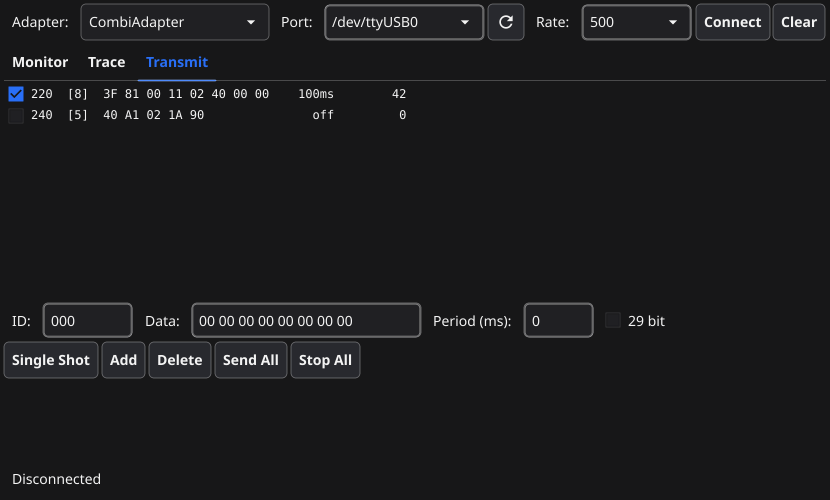 Adapter: CombiAdapter Port: /dev/ttyUSB0 Rate: 500 Connect Clear
Monitor Trace Transmit
220 [8] 3F 81 00 11 02 40 00 00 100ms 42
240 [5] 40 A1 02 1A 90 off 0
ID: 000 Data: 00 00 00 00 00 00 00 00 Period (ms): 0 29 bit
Single Shot Add Delete Send All Stop All
Disconnected